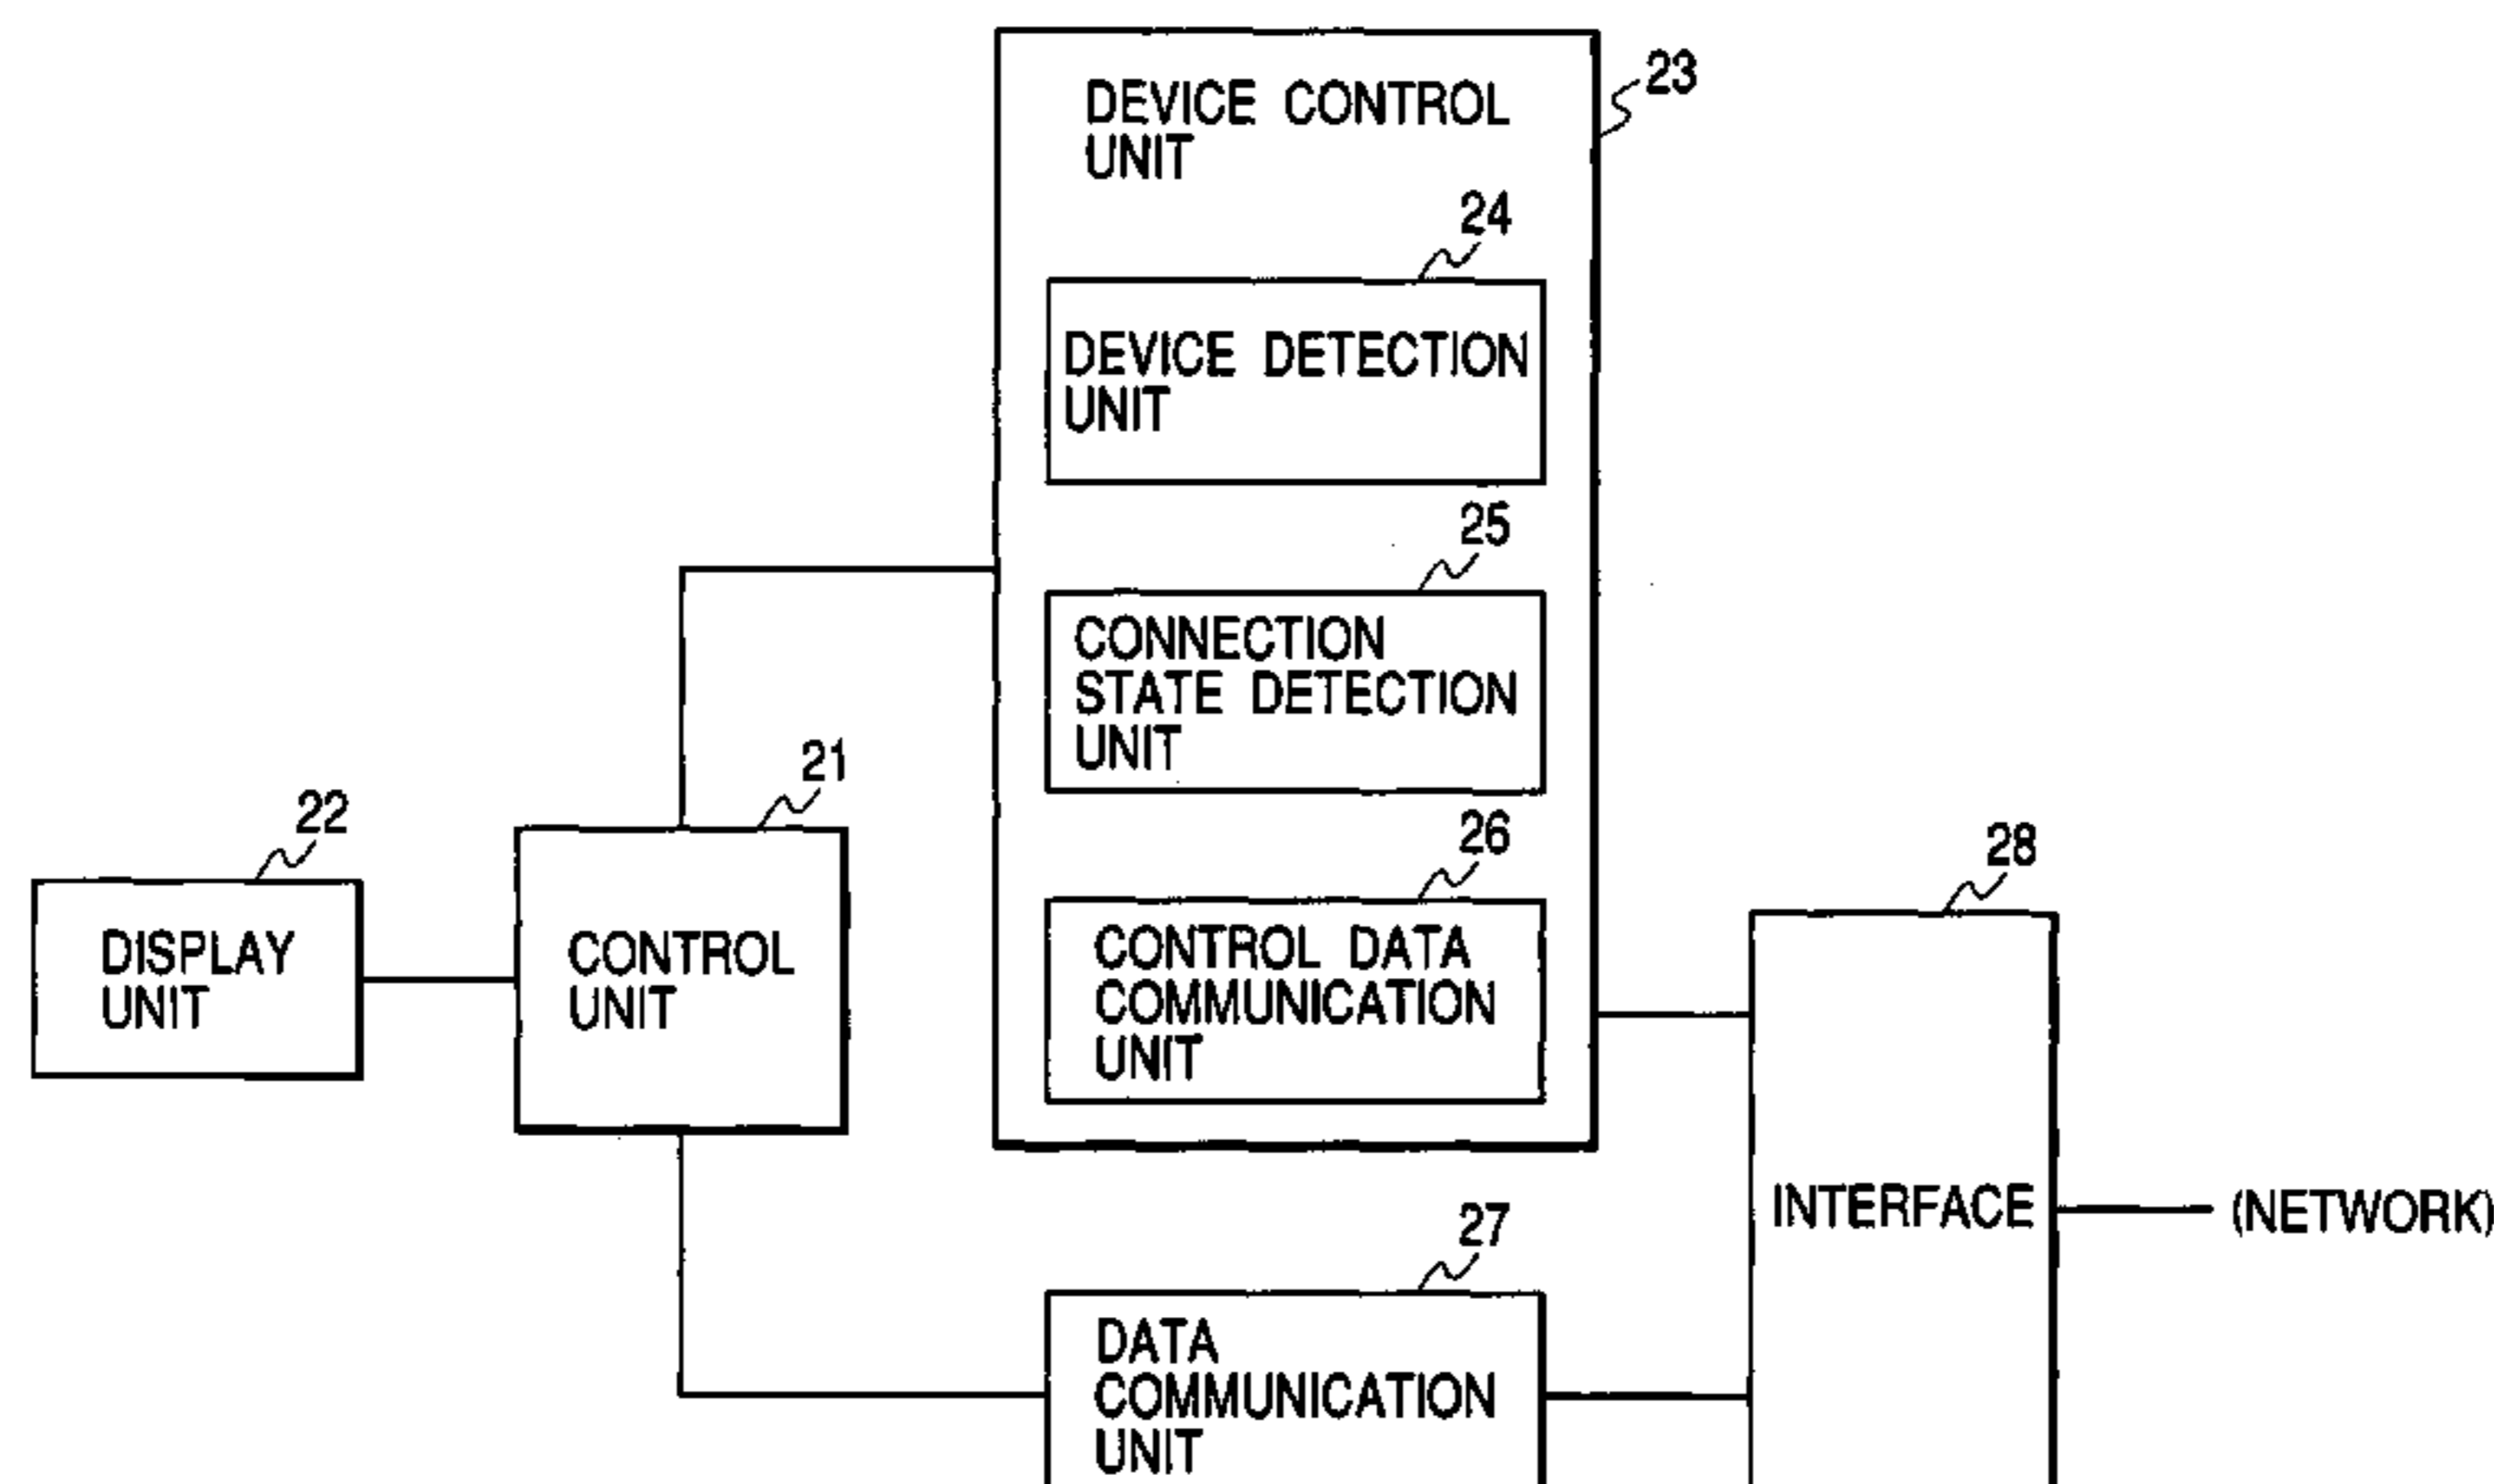 23
DEVICE CONTROL
UNIT
24
DEVICE DETECTION
UNIT
25
CONNECTION
STATE DETECTION
UNIT
26
CONTROL DATA
COMMUNICATION
UNIT
21
CONTROL
UNIT
22
DISPLAY
UNIT
28
INTERFACE
(NETWORK)
27
DATA
COMMUNICATION
UNIT